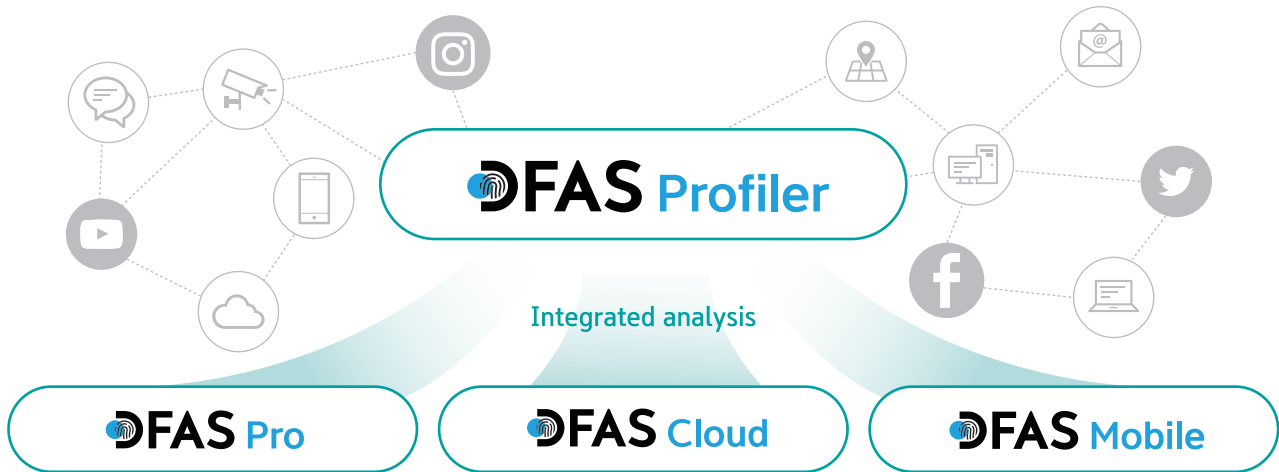 DFAS Profiler
Integrated analysis
DFAS Pro
DFAS Cloud
DFAS Mobile